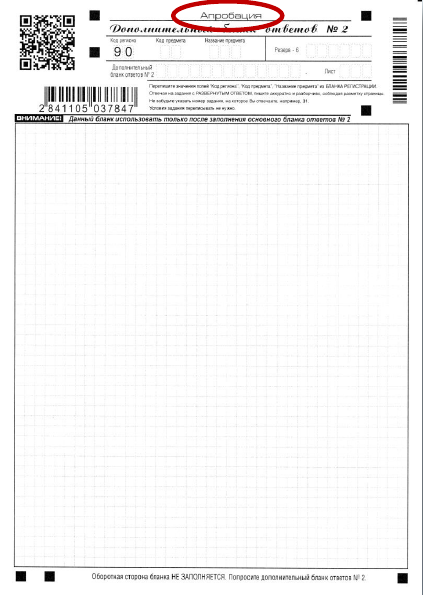 Апробация
Дополнительный бланк ответов № 2
Код региона Код предмета Название предмета
Резерв - 6
90
Дополнительный
бланк ответов № 2
Лист
Перепишите значения полей "Код региона", "Код предмета", "Название предмета" из БЛАНКА РЕГИСТРАЦИИ.
Отвечая на задания с РАЗВЕРНУТЫМ ОТВЕТОМ, пишите аккуратно и разборчиво, соблюдая разметку страницы.
Не забудьте указать номер задания, на которое Вы отвечаете, например, 31.
Условия задания переписывать не нужно.
2841105037847
ВНИМАНИЕ! Данный бланк использовать только после заполнения основного бланка ответов № 2
Оборотная сторона бланка НЕ ЗАПОЛНЯЕТСЯ. Попросите дополнительный бланк ответов № 2.